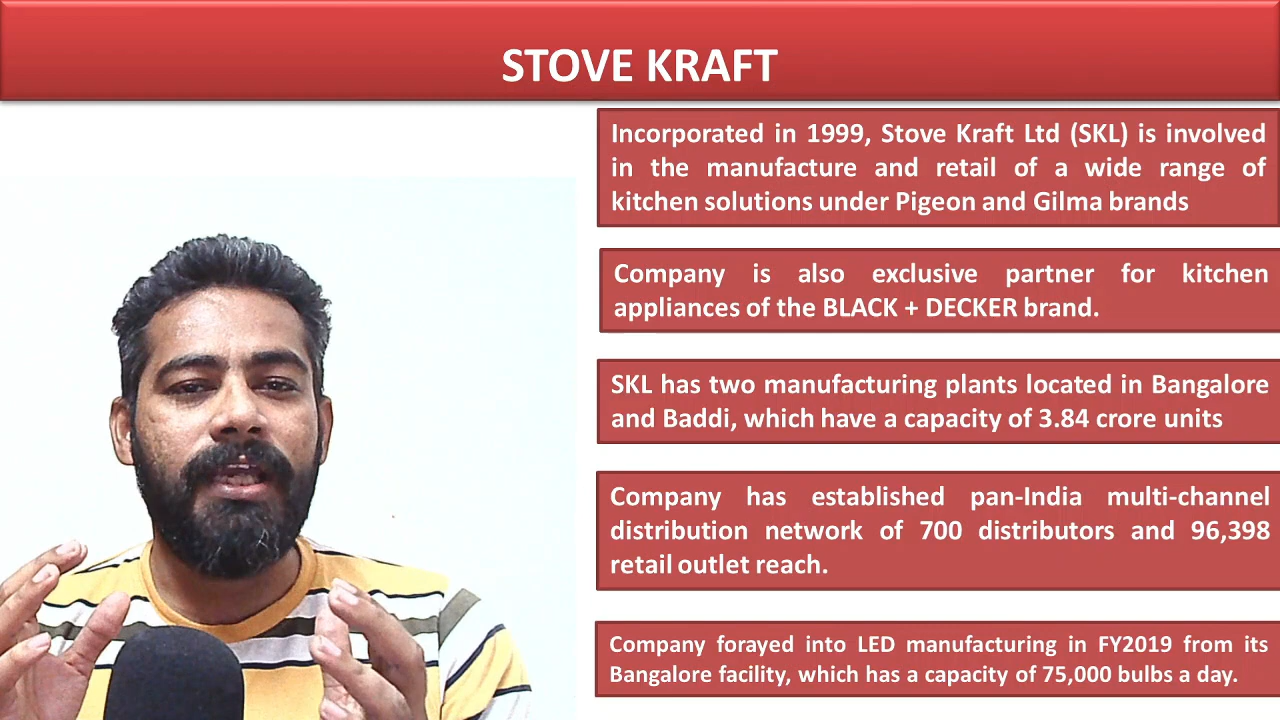 STOVE KRAFT
Incorporated in 1999, Stove Kraft Ltd (SKL) is involved
in the manufacture and retail of a wide range of
kitchen solutions under Pigeon and Gilma brands
Company is also exclusive partner for kitchen
appliances of the BLACK + DECKER brand.
SKL has two manufacturing plants located in Bangalore
and Baddi, which have a capacity of 3.84 crore units
Company has established pan-India multi-channel
distribution network of 700 distributors and 96,398
retail outlet reach.
Company forayed into LED manufacturing in FY2019 from its
Bangalore facility, which has a capacity of 75,000 bulbs a day.